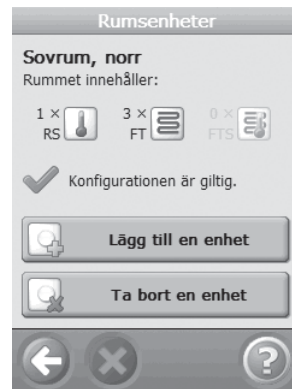 Rumsenheter
Sovrum, norr
Rummet innehåller:
1 × RS 3 × FT 0 × FTS
Konfigurationen är giltig.
Lägg till en enhet
Ta bort en enhet
?